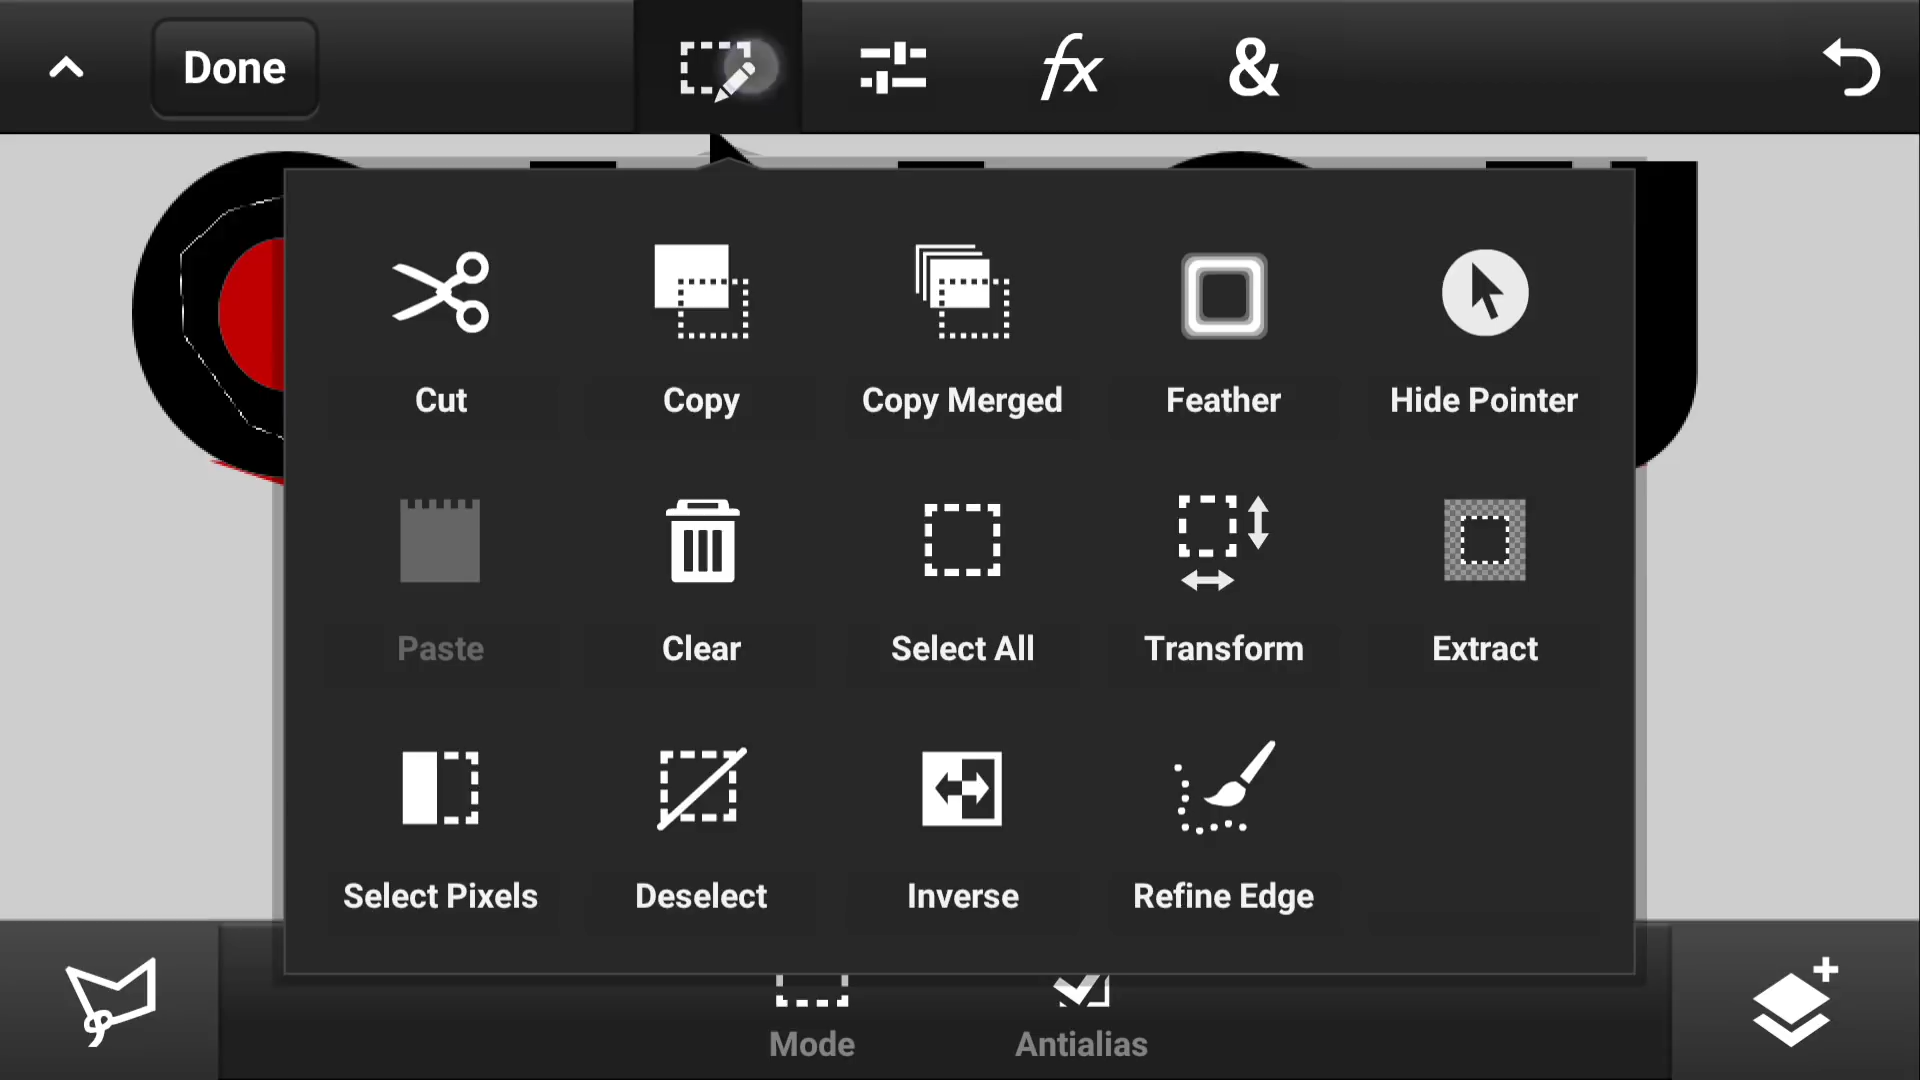 Done
fx
&
Cut
Copy
Copy Merged
Feather
Hide Pointer
Paste
Clear
Select All
Transform
Extract
Select Pixels
Deselect
Inverse
Refine Edge
Mode
Antialias